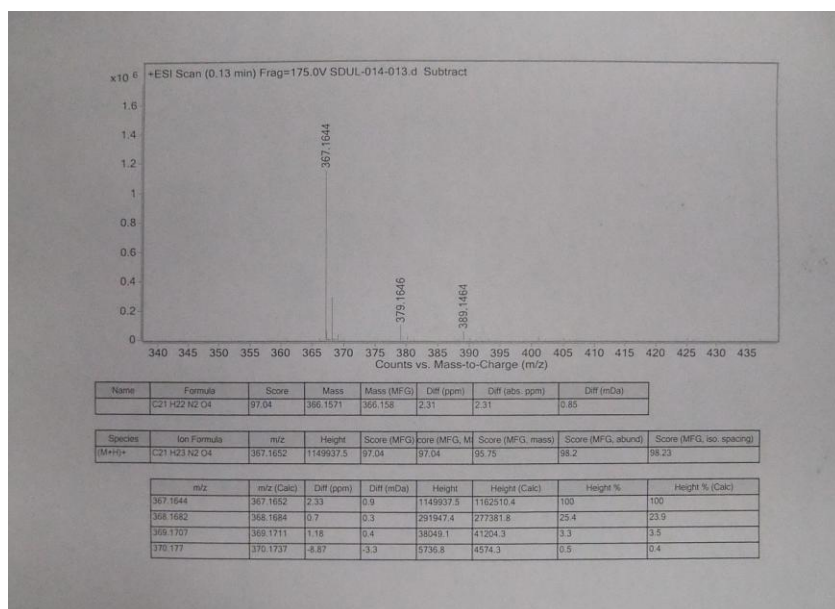 x10 6 +ESI Scan (0.13 min) Frag=175.0V SDUL-014-013.d Subtract
1.6
1.4
1.2
1
0.8
0.6
0.4
0.2
0
367.1644
379.1646
389.1464
340 345 350 355 360 365 370 375 380 385 390 395 400 405 410 415 420 425 430 435
Counts vs. Mass-to-Charge (m/z)
Name Formula Score Mass Mass (MFG) Diff (ppm) Diff (abs. ppm) Diff (mDa)
C21 H22 N2 O4 97.04 366.1571 366.158 2.31 2.31 0.85
Species Ion Formula m/z Height Score (MFG) core (MFG, M Score (MFG, mass) Score (MFG, abund) Score (MFG, iso. spacing)
(M+H)+ C21 H23 N2 O4 367.1652 1149937.5 97.04 97.04 95.75 98.2 98.23
m/z m/z (Calc) Diff (ppm) Diff (mDa) Height Height (Calc) Height % Height % (Calc)
367.1644 367.1652 2.33 0.9 1149937.5 1162510.4 100 100
368.1682 368.1684 0.7 0.3 291947.4 277381.8 25.4 23.9
369.1707 369.1711 1.18 0.4 38049.1 41204.3 3.3 3.5
370.177 370.1737 -8.87 -3.3 5736.8 4574.3 0.5 0.4